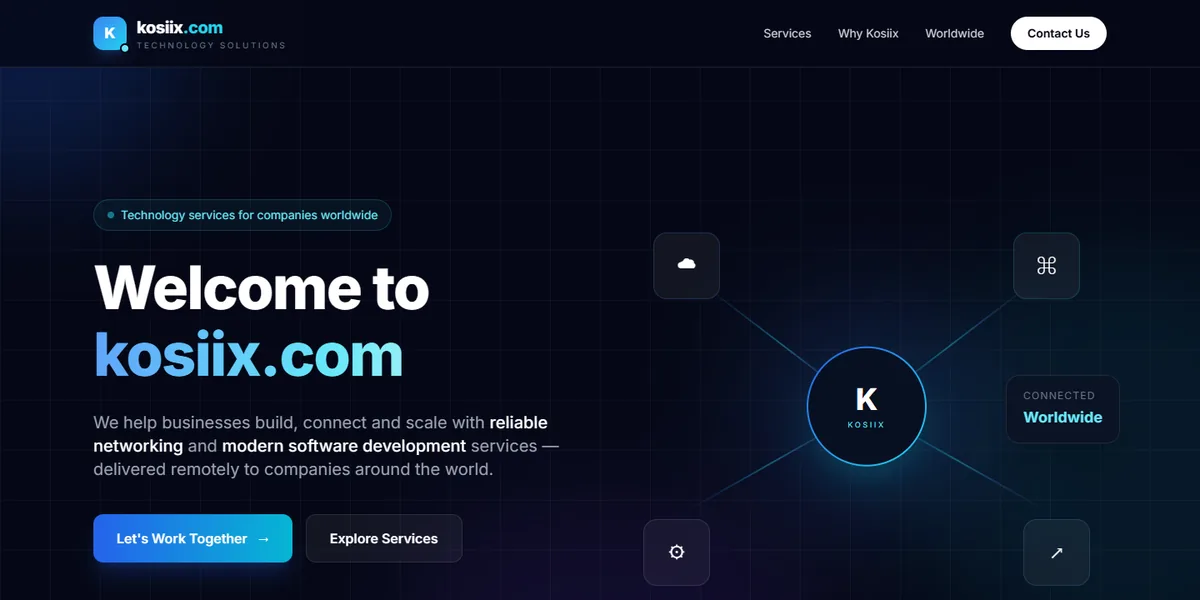 K
kosiix.com
TECHNOLOGY SOLUTIONS
Services
Why Kosiix
Worldwide
Contact Us
Technology services for companies worldwide
Welcome to
kosiix.com
We help businesses build, connect and scale with reliable
networking and modern software development services —
delivered remotely to companies around the world.
Let's Work Together →
Explore Services
K
KOSIIX
CONNECTED
Worldwide